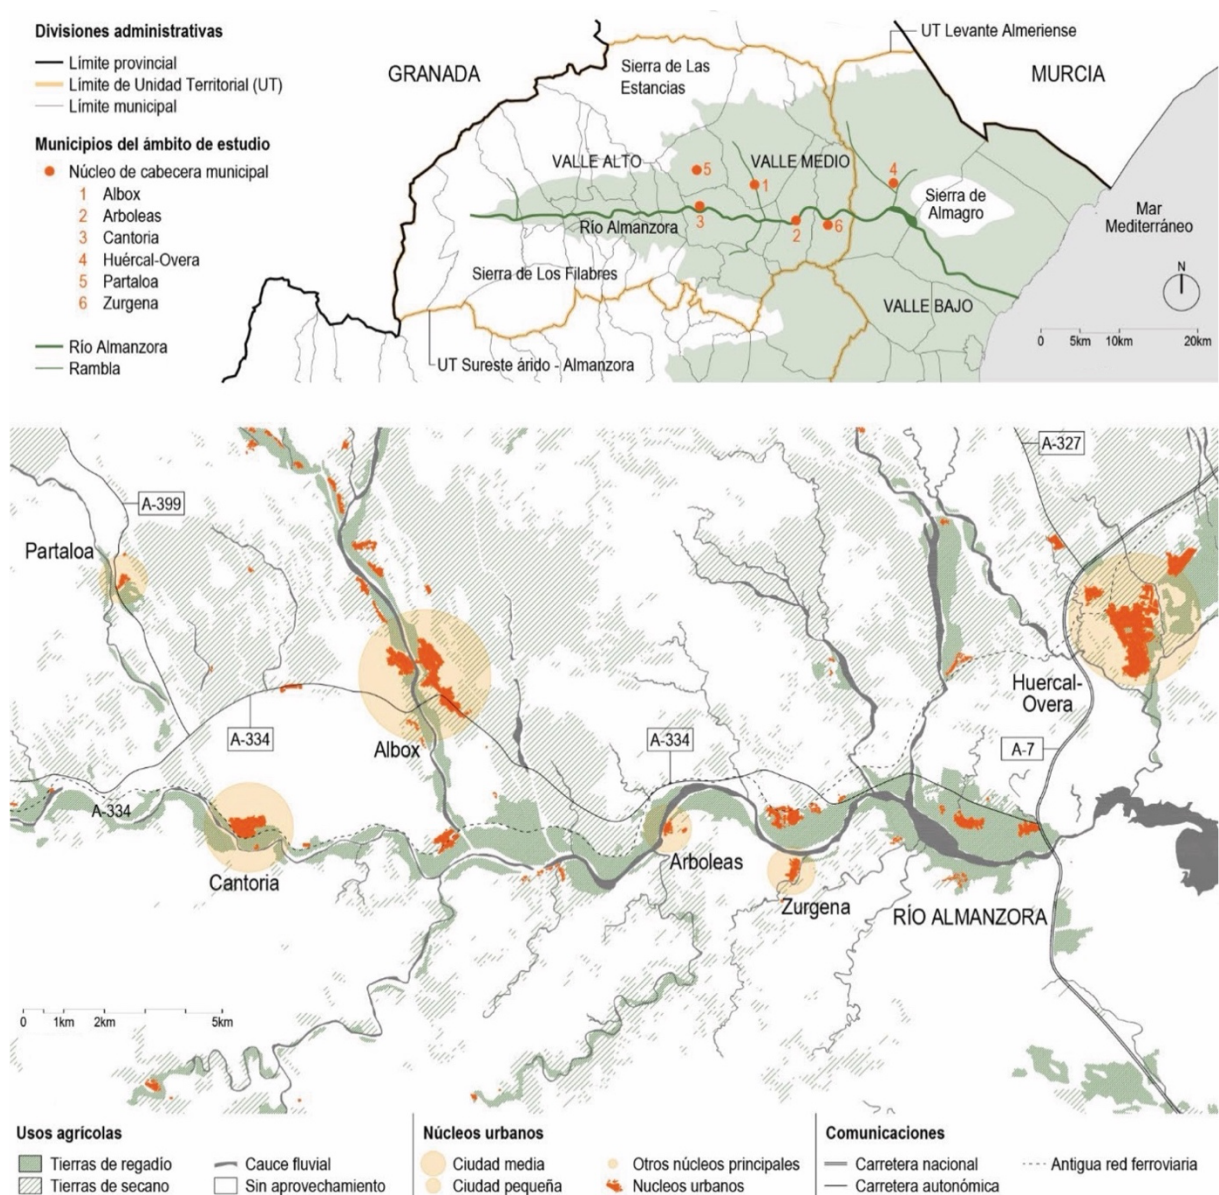 Divisiones administrativas
Límite provincial
Límite de Unidad Territorial (UT)
Límite municipal
Municipios del ámbito de estudio
Núcleo de cabecera municipal
1 Albox
2 Arboleas
3 Cantoria
4 Huércal-Overa
5 Partaloa
6 Zurgena
Río Almanzora
Rambla
GRANADA
Sierra de Las
Estancias
UT Levante Almeriense
MURCIA
VALLE ALTO
5
VALLE MEDIO
1
4
Sierra de
Almagro
Mar
Mediterráneo
Río Almanzora
3
2
6
Sierra de Los Filabres
VALLE BAJO
N
UT Sureste árido - Almanzora
0 5km 10km 20km
A-327
A-399
Partaloa
Huercal-
Overa
A-334
Albox
A-334
A-7
A-334
Cantoria
Arboleas
Zurgena
RÍO ALMANZORA
0 1km 2km 5km
Usos agrícolas
Tierras de regadío
Tierras de secano
Cauce fluvial
Sin aprovechamiento
Núcleos urbanos
Ciudad media
Ciudad pequeña
Otros núcleos principales
Nucleos urbanos
Comunicaciones
Carretera nacional
Carretera autonómica
Antigua red ferroviaria